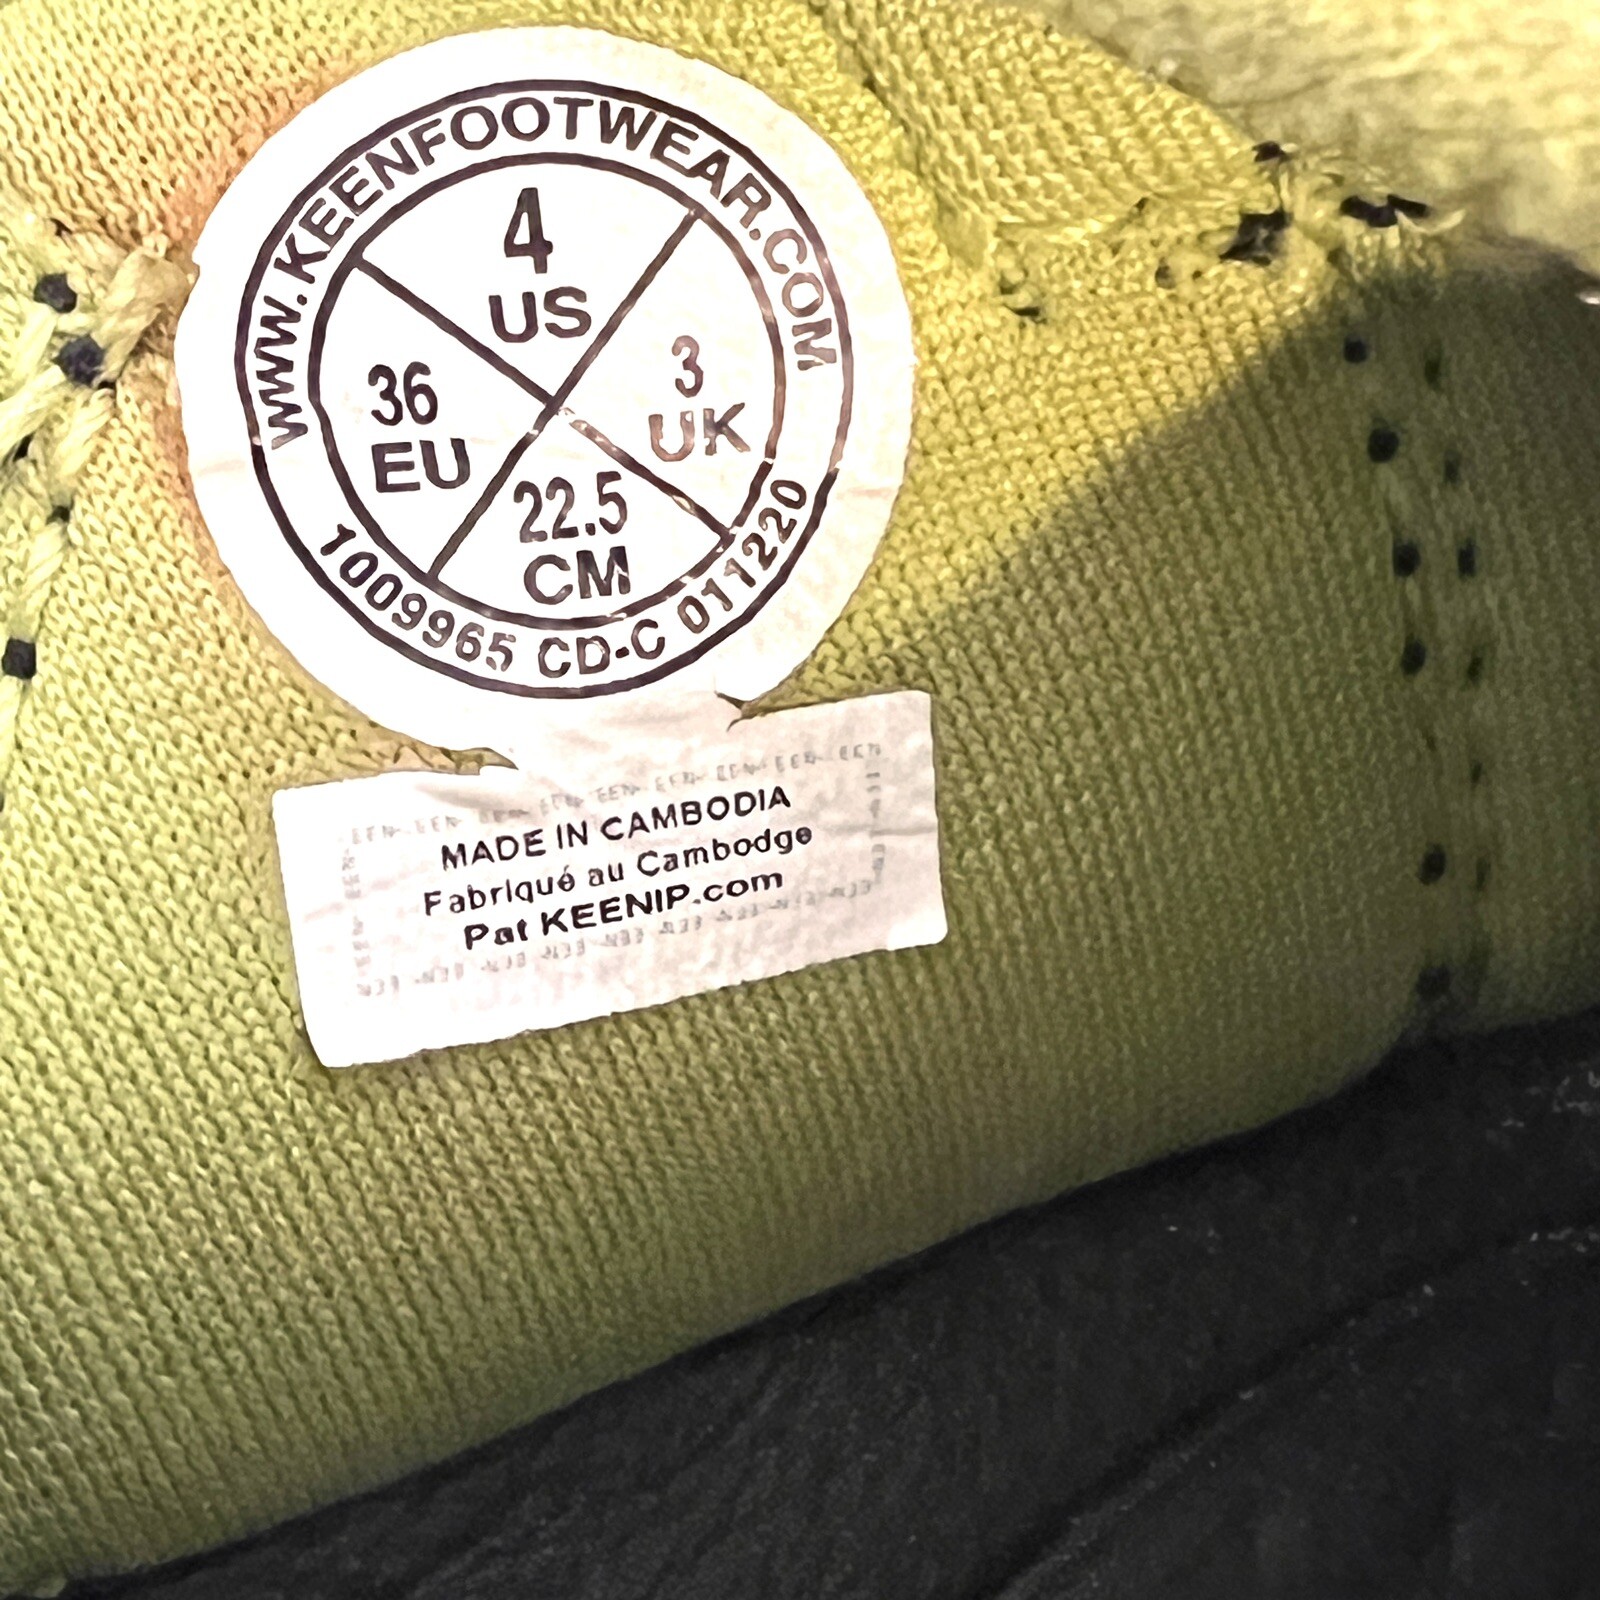 WWW.KEENFOOTWEAR.COM
4
US
36
EU
3
UK
22.5
CM
1009965 CD-C 011220
MADE IN CAMBODIA
Fabriqué au Cambodge
Pat KEENIP.com